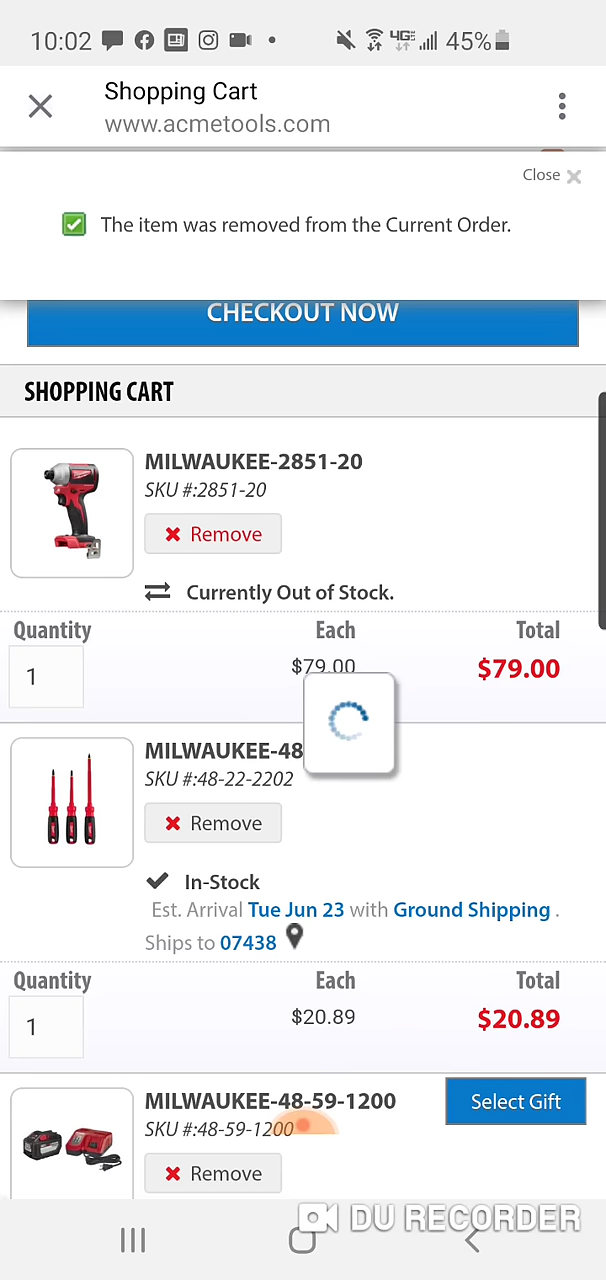 10:02 4GE 45%
Shopping Cart
www.acmetools.com
Close
The item was removed from the Current Order.
CHECKOUT NOW
SHOPPING CART
MILWAUKEE-2851-20
SKU #:2851-20
Remove
Currently Out of Stock.
Quantity Each Total
1 $79.00 $79.00
MILWAUKEE-48
SKU #:48-22-2202
Remove
In-Stock
Est. Arrival Tue Jun 23 with Ground Shipping .
Ships to 07438
Quantity Each Total
1 $20.89 $20.89
MILWAUKEE-48-59-1200 Select Gift
SKU #:48-59-1200
Remove
DU RECORDER